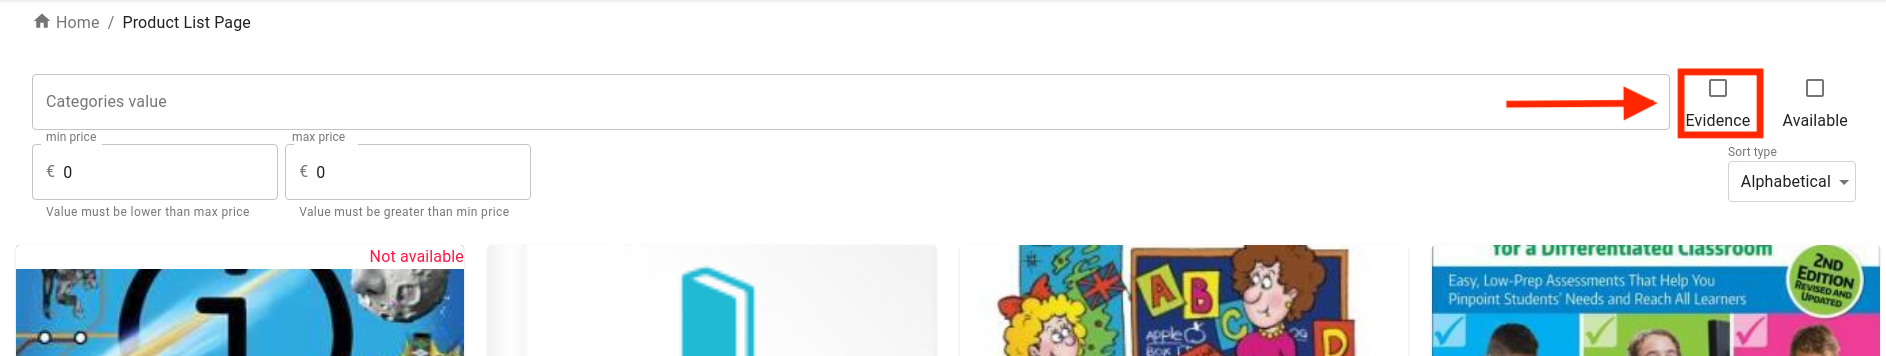 Home / Product List Page
Categories value
Evidence
Available
min price
€ 0
Value must be lower than max price
max price
€ 0
Value must be greater than min price
Sort type
Alphabetical
Not available
ABC
Apple
BOX
D
for a Differentiated Classroom
Easy, Low-Prep Assessments That Help You
Pinpoint Students' Needs and Reach All Learners
2ND
EDITION
REVISED AND
UPDATED